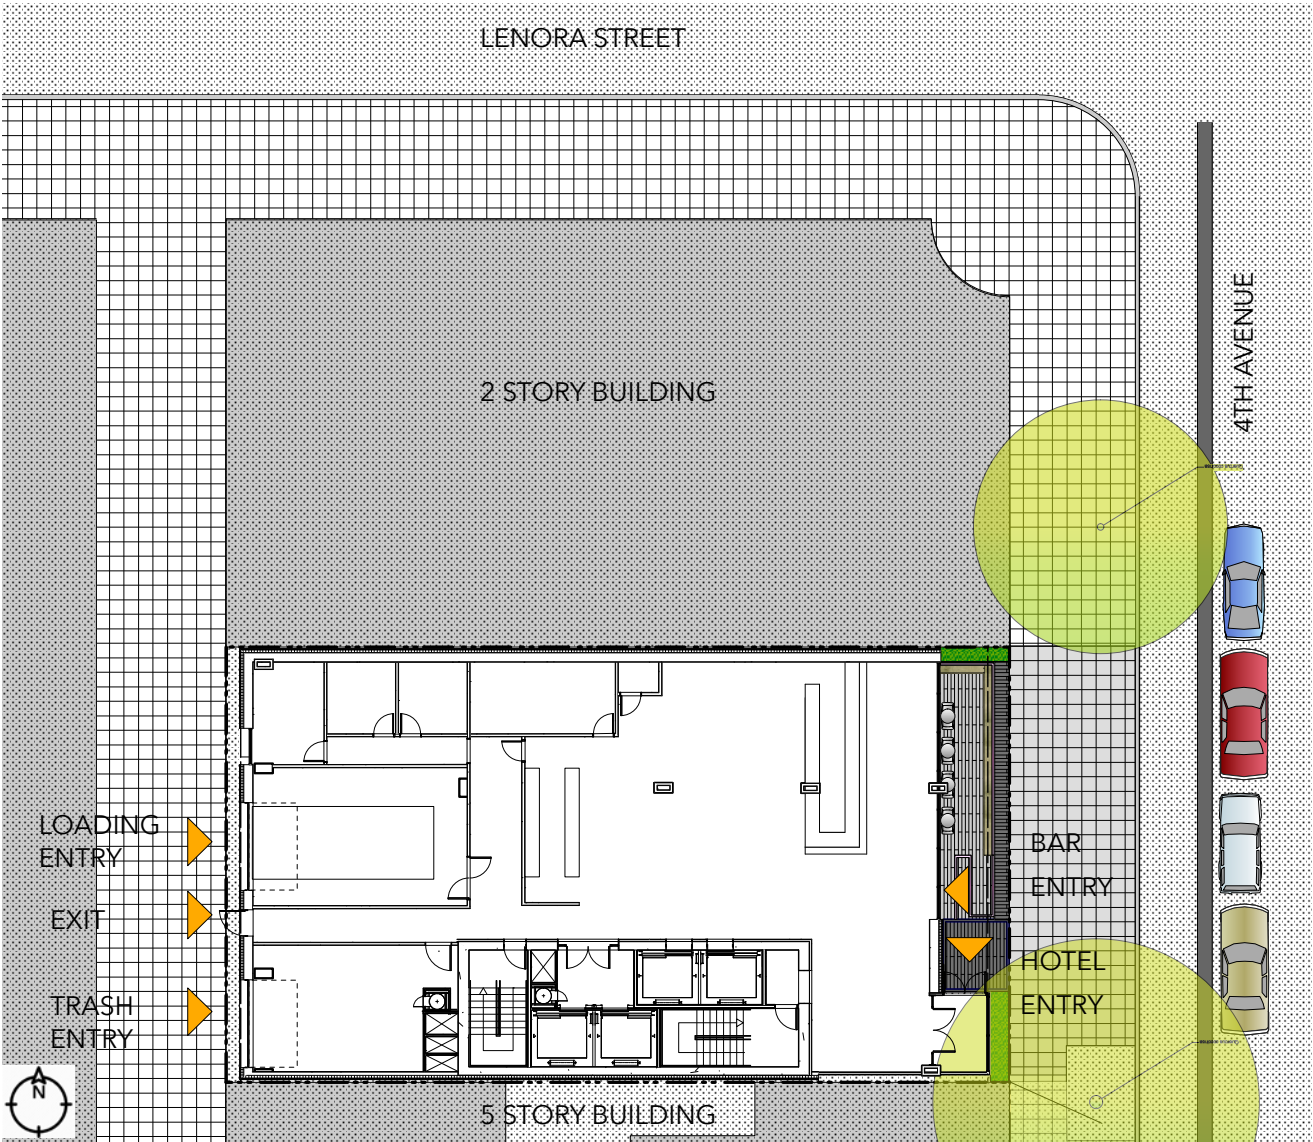 LENORA STREET
4TH AVENUE
2 STORY BUILDING
LOADING
ENTRY
EXIT
TRASH
ENTRY
BAR
ENTRY
HOTEL
ENTRY
5 STORY BUILDING
N